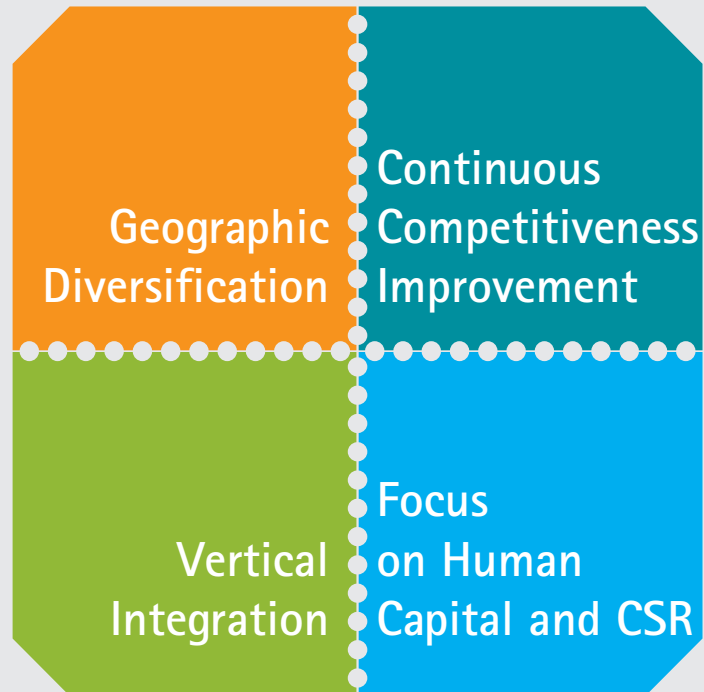 Geographic
Diversification
Continuous
Competitiveness
Improvement
Vertical
Integration
Focus
on Human
Capital and CSR